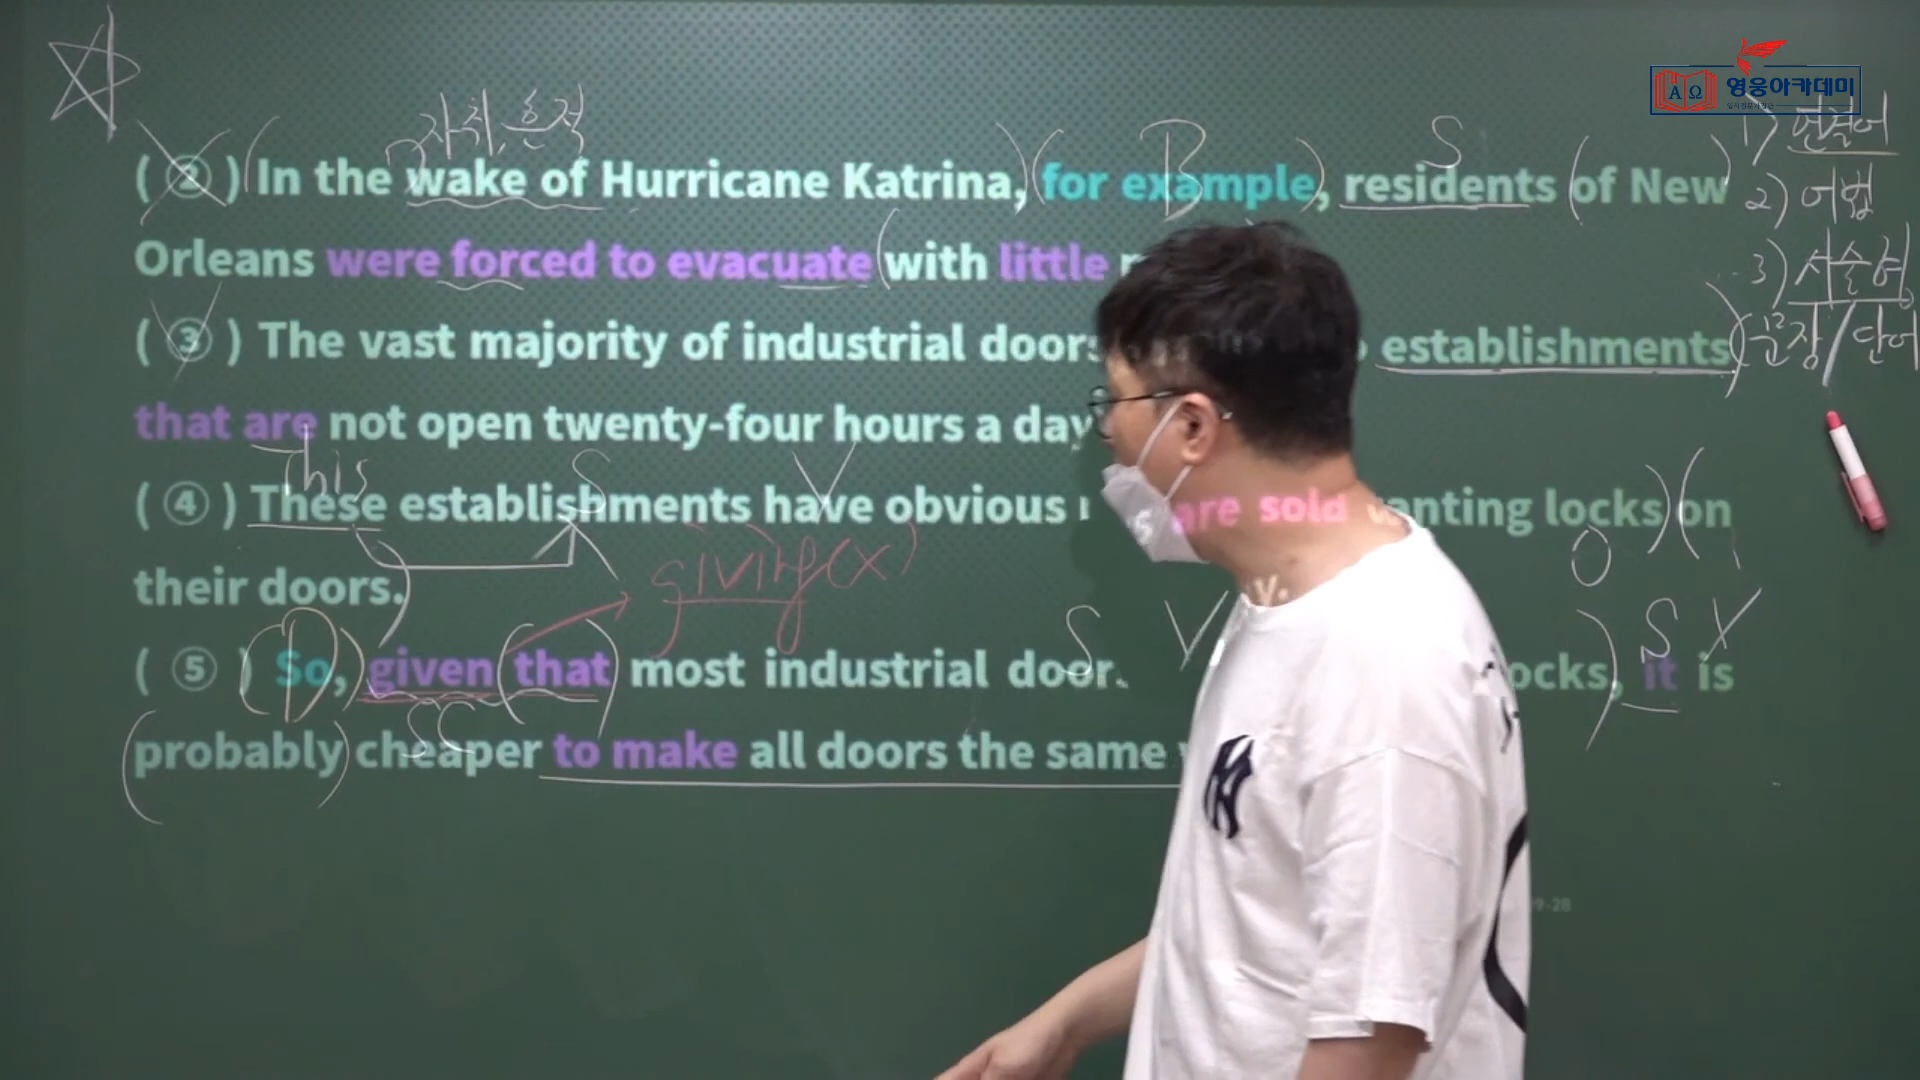 영웅아카데미
자취, 흔적
B
S
1) 연결어
( ② ) In the wake of Hurricane Katrina, for example, residents of New
2) 어법
Orleans were forced to evacuate with little
3) 서술형
( ③ ) The vast majority of industrial doors establishments
문장/단어
that are not open twenty-four hours a day
This
S
V
( ④ ) These establishments have obvious are sold wanting locks on
giving(x)
O
their doors.
S
V
S
V
( ⑤ ) So, given that most industrial door locks, it is
SC
probably cheaper to make all doors the same
9-28